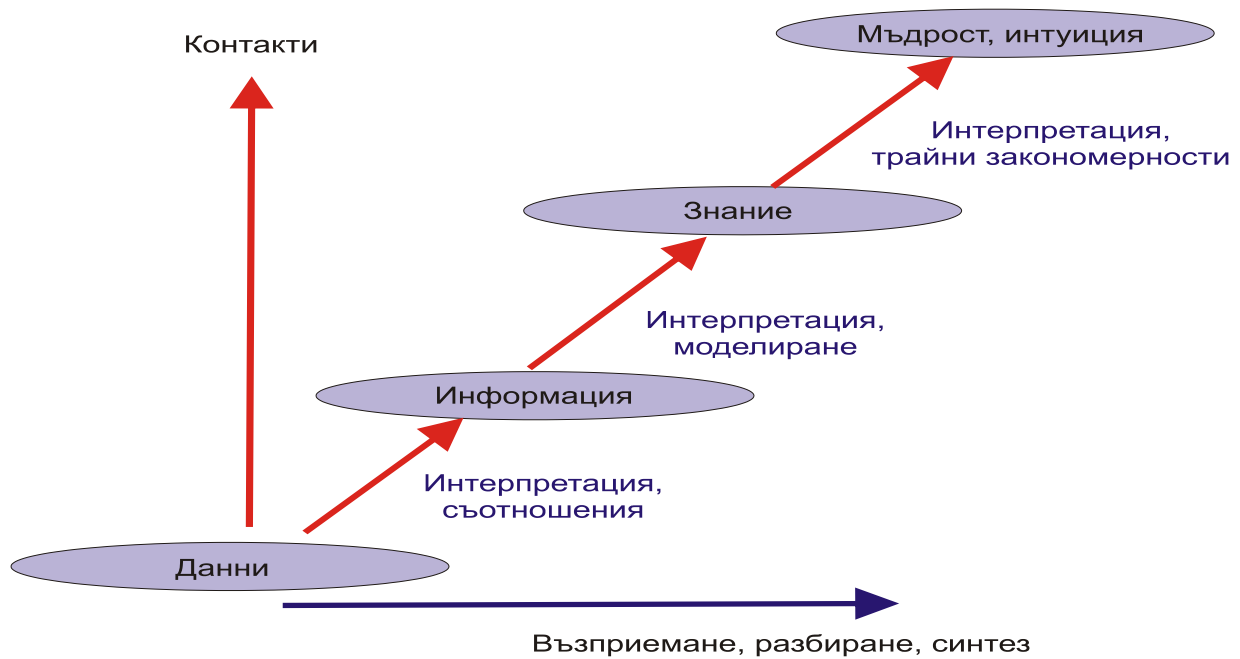 Мъдрост, интуиция
Контакти
Интерпретация,
трайни закономерности
Знание
Интерпретация,
моделиране
Информация
Интерпретация,
съотношения
Данни
Възприемане, разбиране, синтез